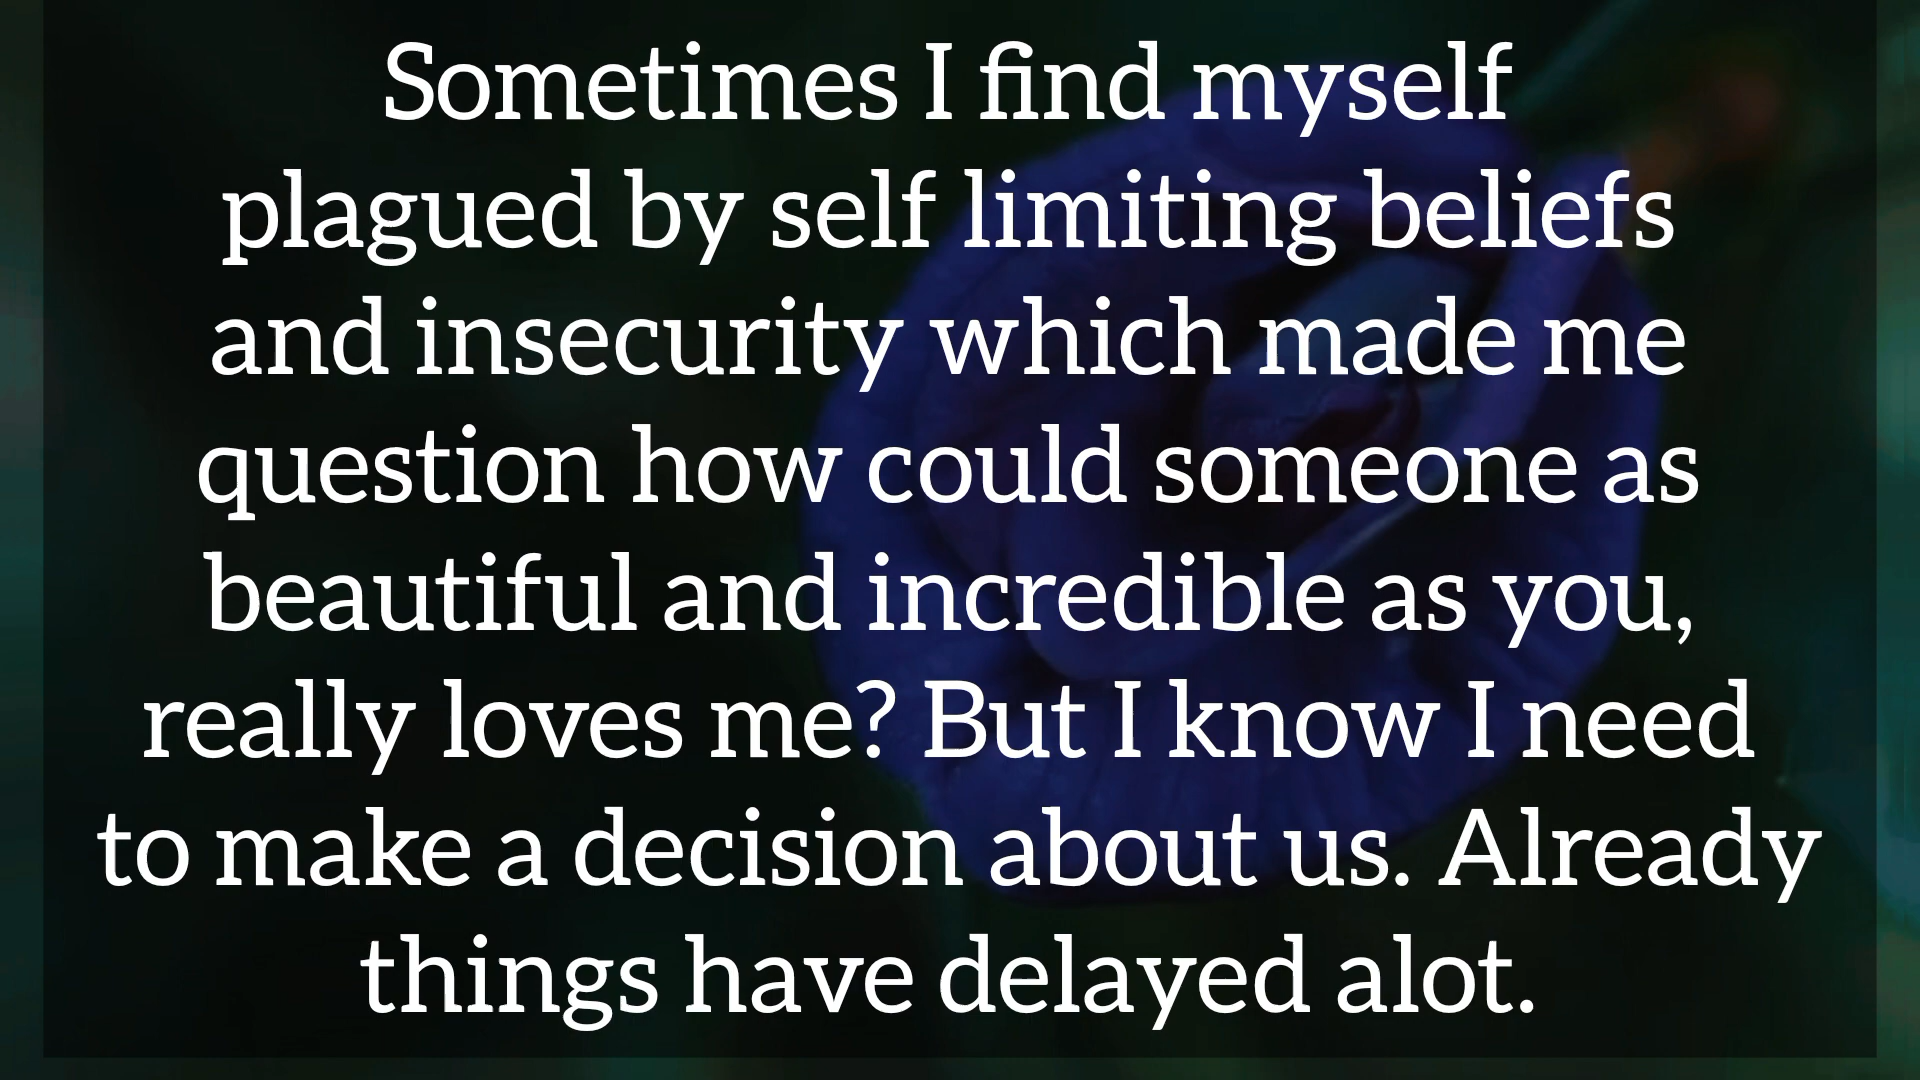 Sometimes I find myself
plagued by self limiting beliefs
and insecurity which made me
question how could someone as
beautiful and incredible as you,
really loves me? But I know I need
to make a decision about us. Already
things have delayed alot.